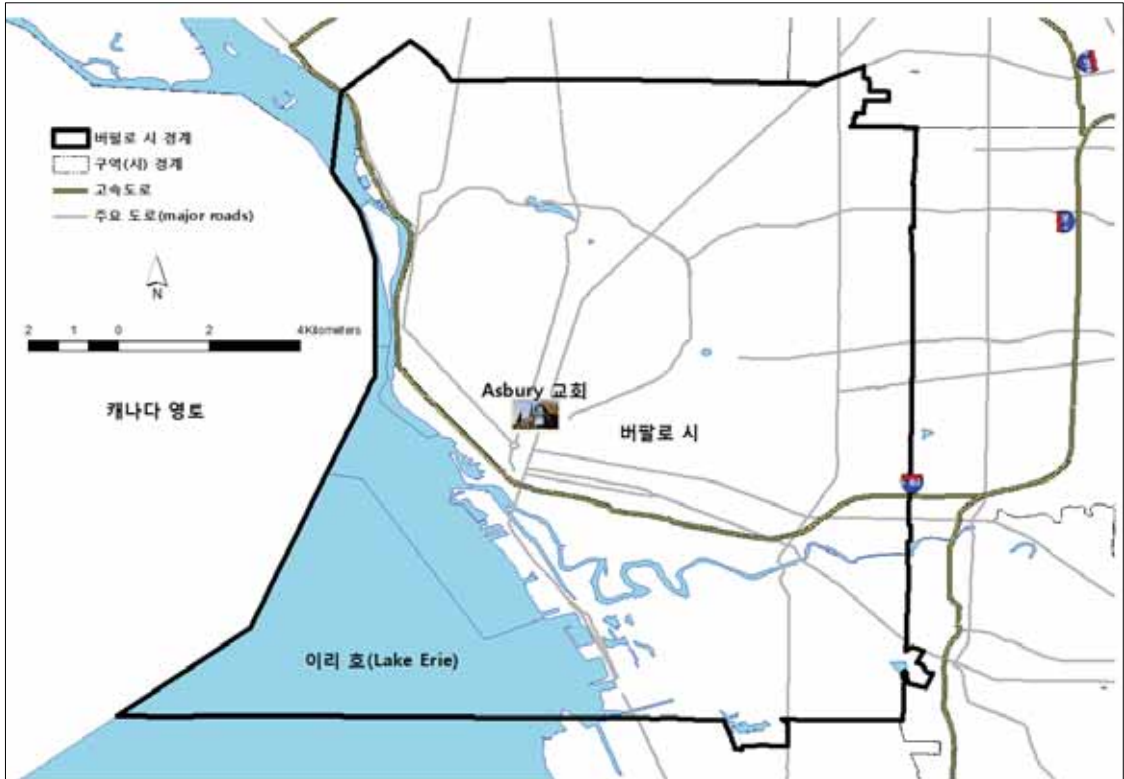 버팔로 시 경계
구역(시) 경계
고속도로
주요 도로(major roads)
N
2 1 0 2 4 Kilometers
캐나다 영토
Asbury 교회
버팔로 시
이리 호(Lake Erie)